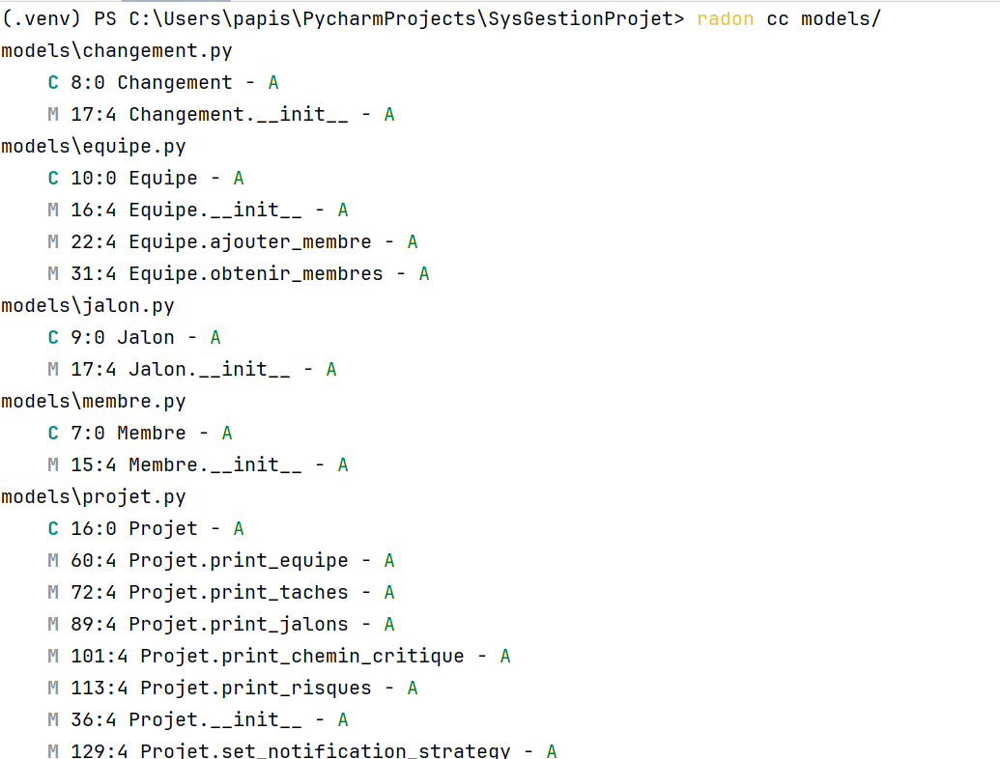 (.venv) PS C:\Users\papis\PycharmProjects\SysGestionProjet> radon cc models/
models\changement.py
    C 8:0 Changement - A
    M 17:4 Changement.__init__ - A
models\equipe.py
    C 10:0 Equipe - A
    M 16:4 Equipe.__init__ - A
    M 22:4 Equipe.ajouter_membre - A
    M 31:4 Equipe.obtenir_membres - A
models\jalon.py
    C 9:0 Jalon - A
    M 17:4 Jalon.__init__ - A
models\membre.py
    C 7:0 Membre - A
    M 15:4 Membre.__init__ - A
models\projet.py
    C 16:0 Projet - A
    M 60:4 Projet.print_equipe - A
    M 72:4 Projet.print_taches - A
    M 89:4 Projet.print_jalons - A
    M 101:4 Projet.print_chemin_critique - A
    M 113:4 Projet.print_risques - A
    M 36:4 Projet.__init__ - A
    M 129:4 Projet.set_notification_strategy - A